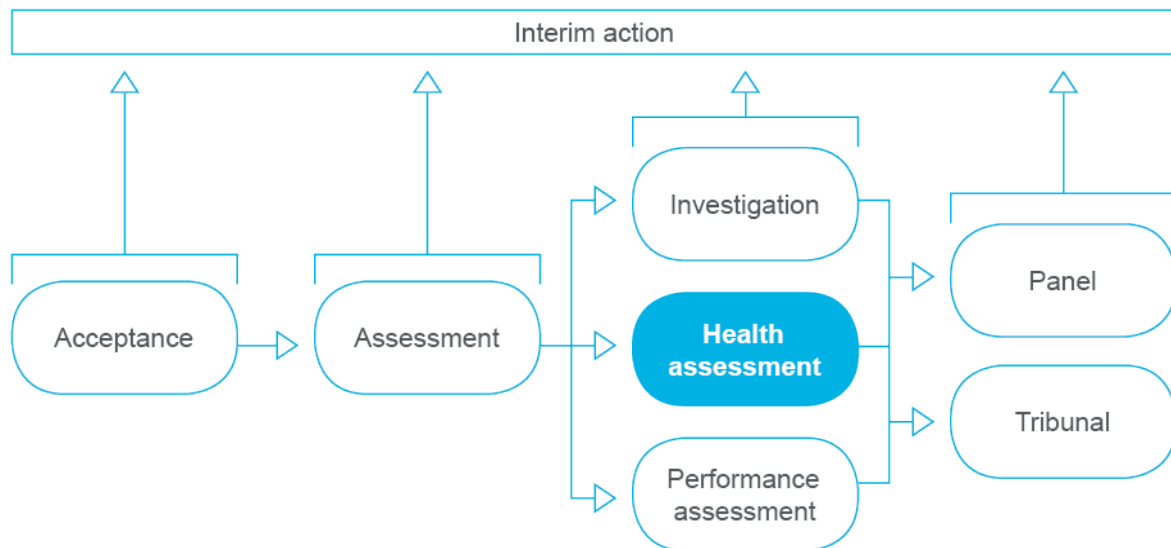 Interim action
Acceptance
Assessment
Investigation
Health
assessment
Performance
assessment
Panel
Tribunal